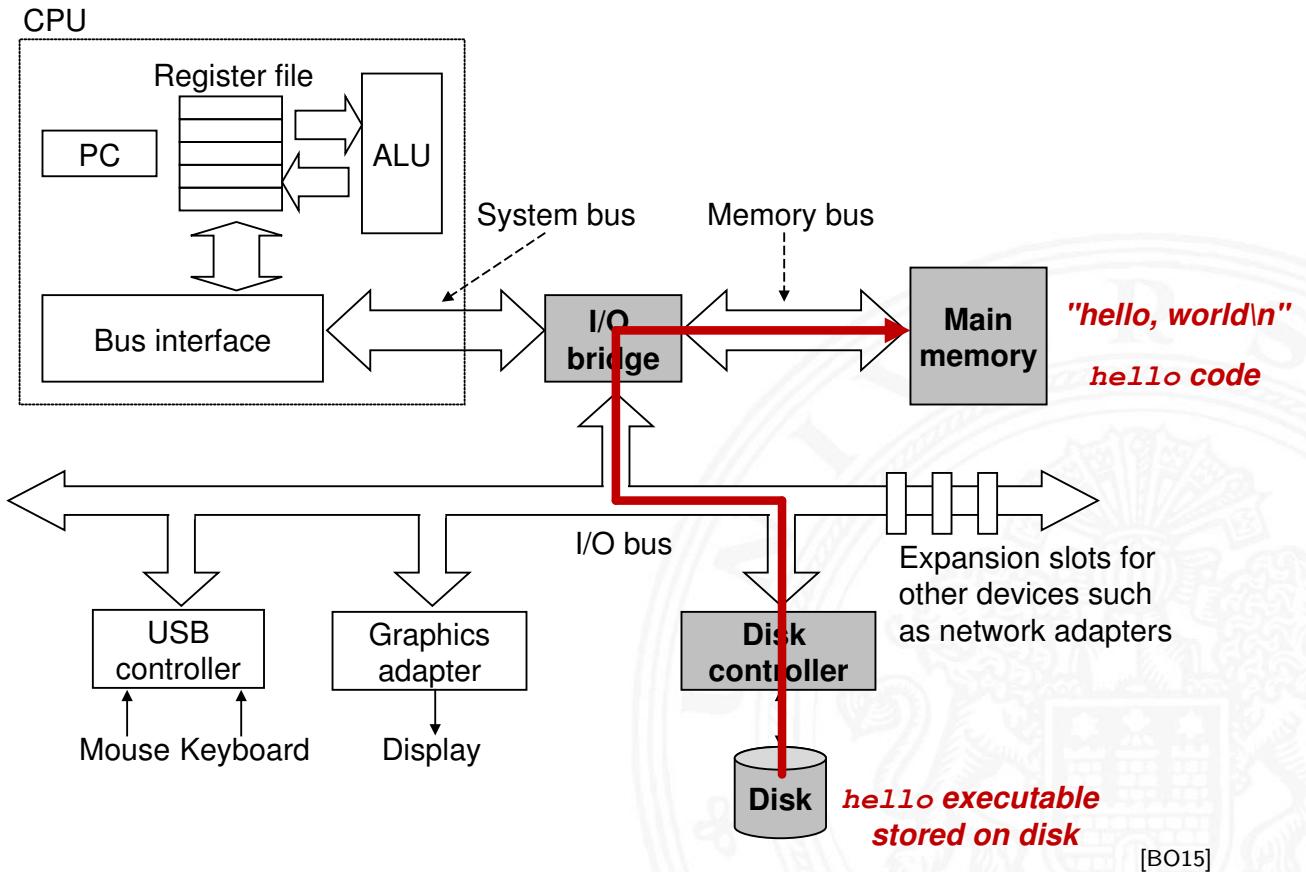 CPU
Register file
PC
ALU
System bus
Memory bus
Bus interface
I/O
bridge
Main
memory
"hello, world\n"
hello code
I/O bus
Expansion slots for
other devices such
as network adapters
USB
controller
Graphics
adapter
Disk
controller
Mouse Keyboard
Display
Disk
hello executable
stored on disk
[BO15]